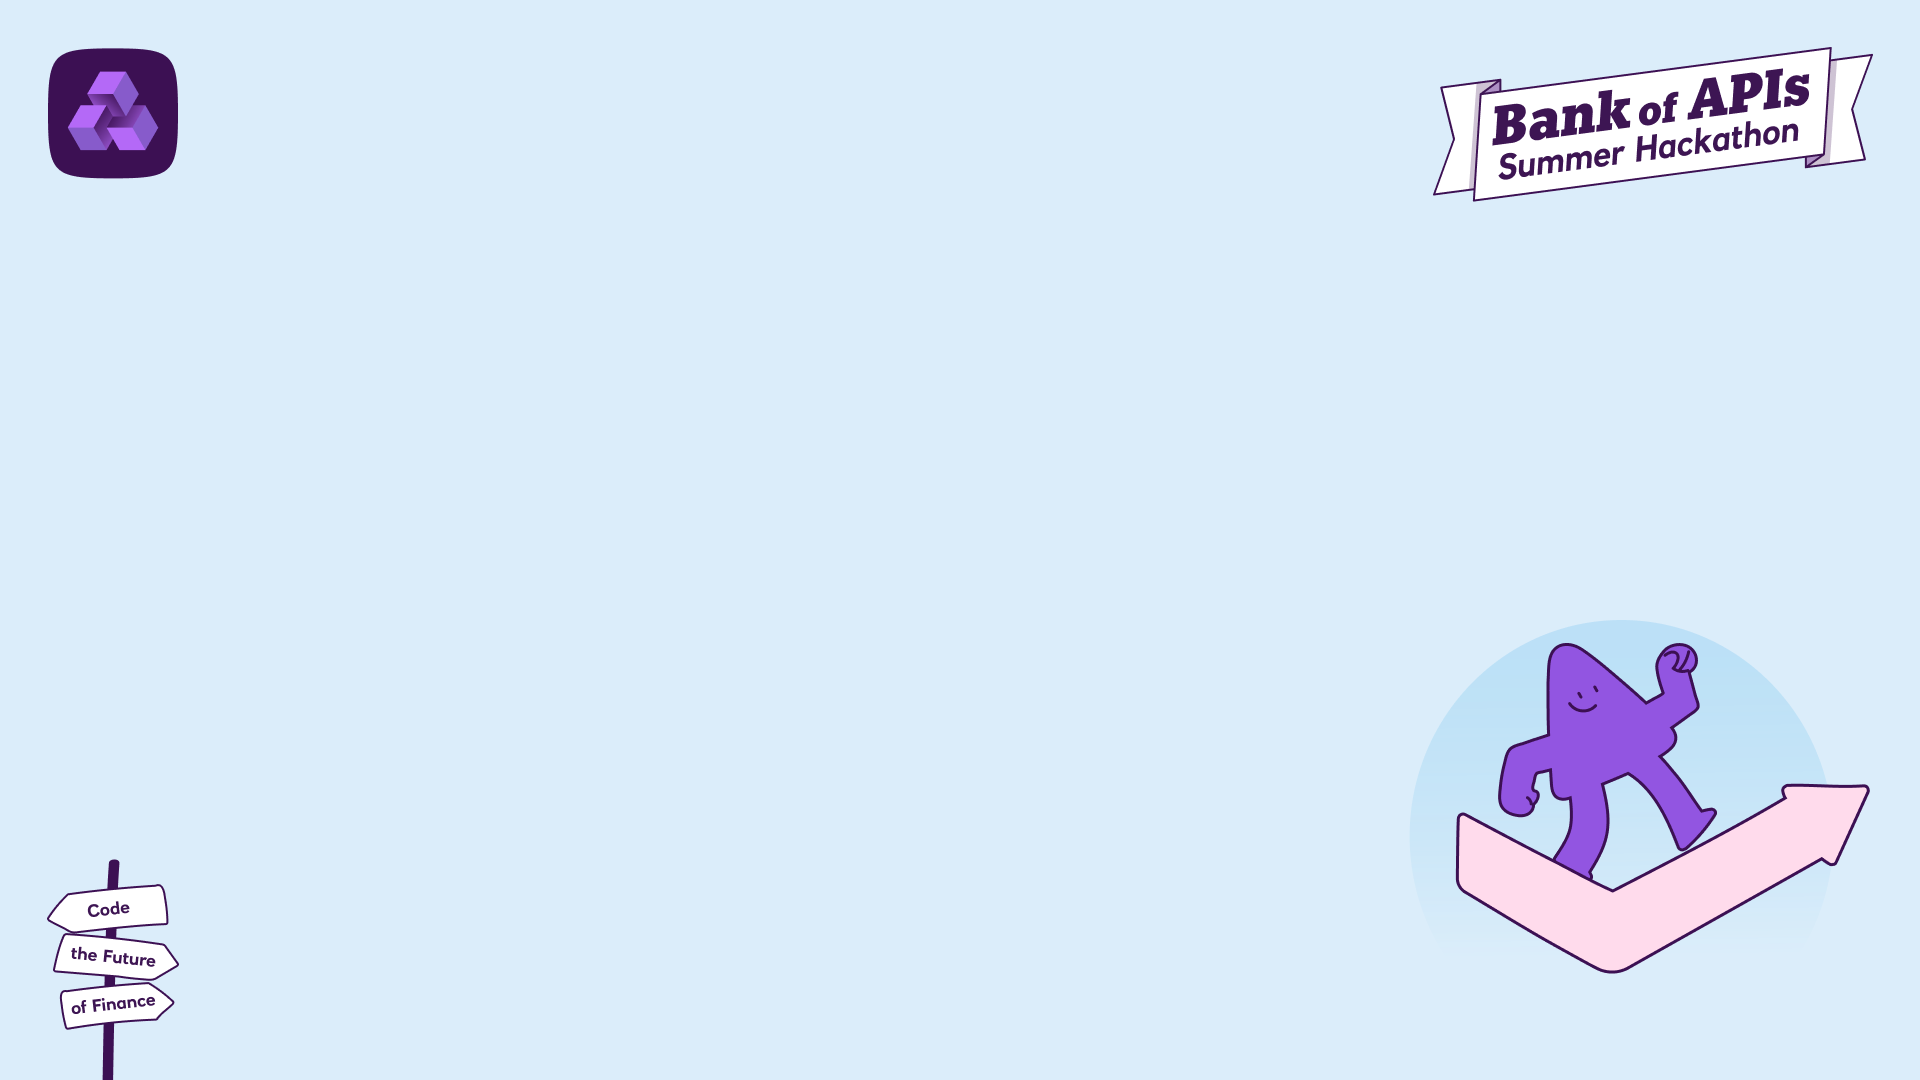 Bank of APIs
Summer Hackathon
Code
the Future
of Finance